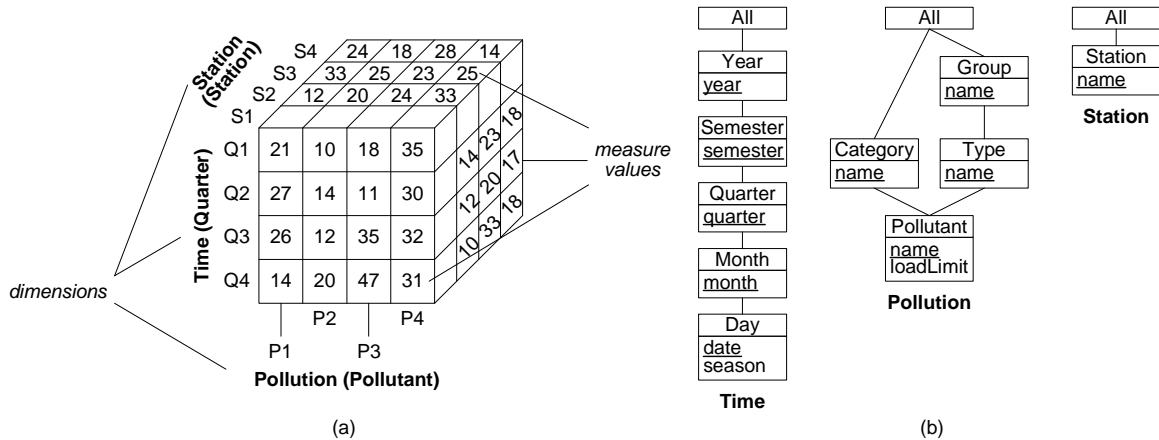 Station
(Station)
S4
S3
S2
S1
24 18 28 14
33 25 23 25
12 20 24 33
Time (Quarter)
Q1 21 10 18 35
Q2 27 14 11 30
Q3 26 12 35 32
Q4 14 20 47 31
14 23 18
12 20 17
10 33 18
dimensions
measure
values
P1
P2
P3
P4
Pollution (Pollutant)
(a)
All
Year
year
Semester
semester
Quarter
quarter
Month
month
Day
date
season
Time
All
Group
name
Category
name
Type
name
Pollutant
name
loadLimit
Pollution
All
Station
name
Station
(b)